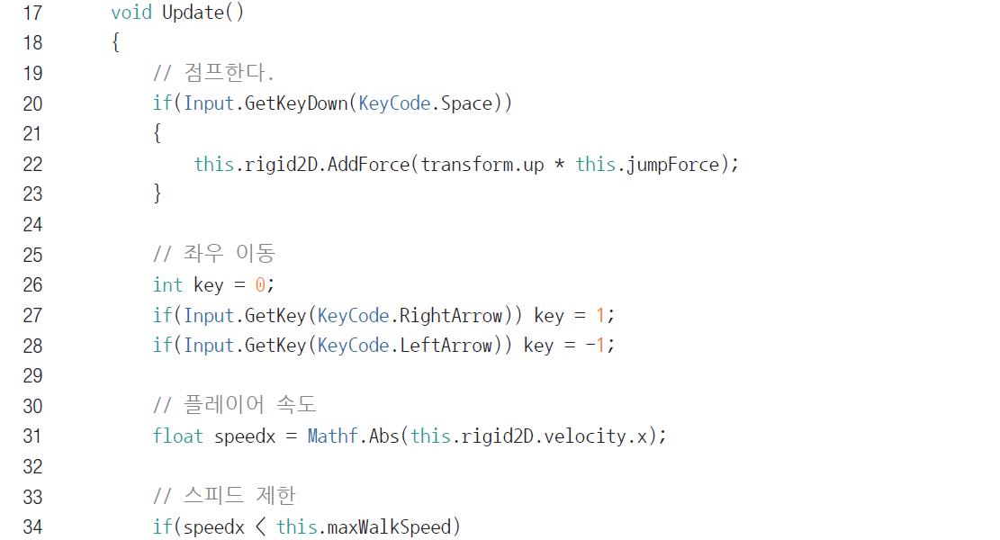 17 void Update()
18 {
19 // 점프한다.
20 if(Input.GetKeyDown(KeyCode.Space))
21 {
22 this.rigid2D.AddForce(transform.up * this.jumpForce);
23 }
24
25 // 좌우 이동
26 int key = 0;
27 if(Input.GetKey(KeyCode.RightArrow)) key = 1;
28 if(Input.GetKey(KeyCode.LeftArrow)) key = -1;
29
30 // 플레이어 속도
31 float speedx = Mathf.Abs(this.rigid2D.velocity.x);
32
33 // 스피드 제한
34 if(speedx < this.maxWalkSpeed)